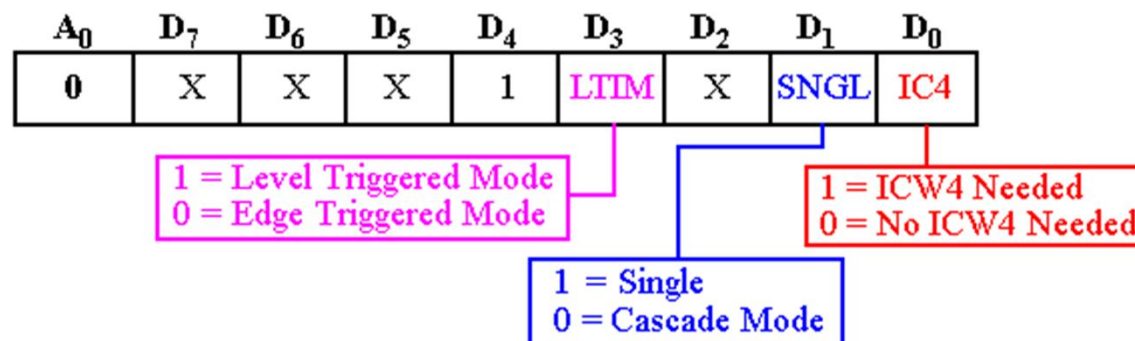 A₀ D₇ D₆ D₅ D₄ D₃ D₂ D₁ D₀
0 X X X 1 LTIM X SNGL IC4
1 = Level Triggered Mode
0 = Edge Triggered Mode
1 = ICW4 Needed
0 = No ICW4 Needed
1 = Single
0 = Cascade Mode